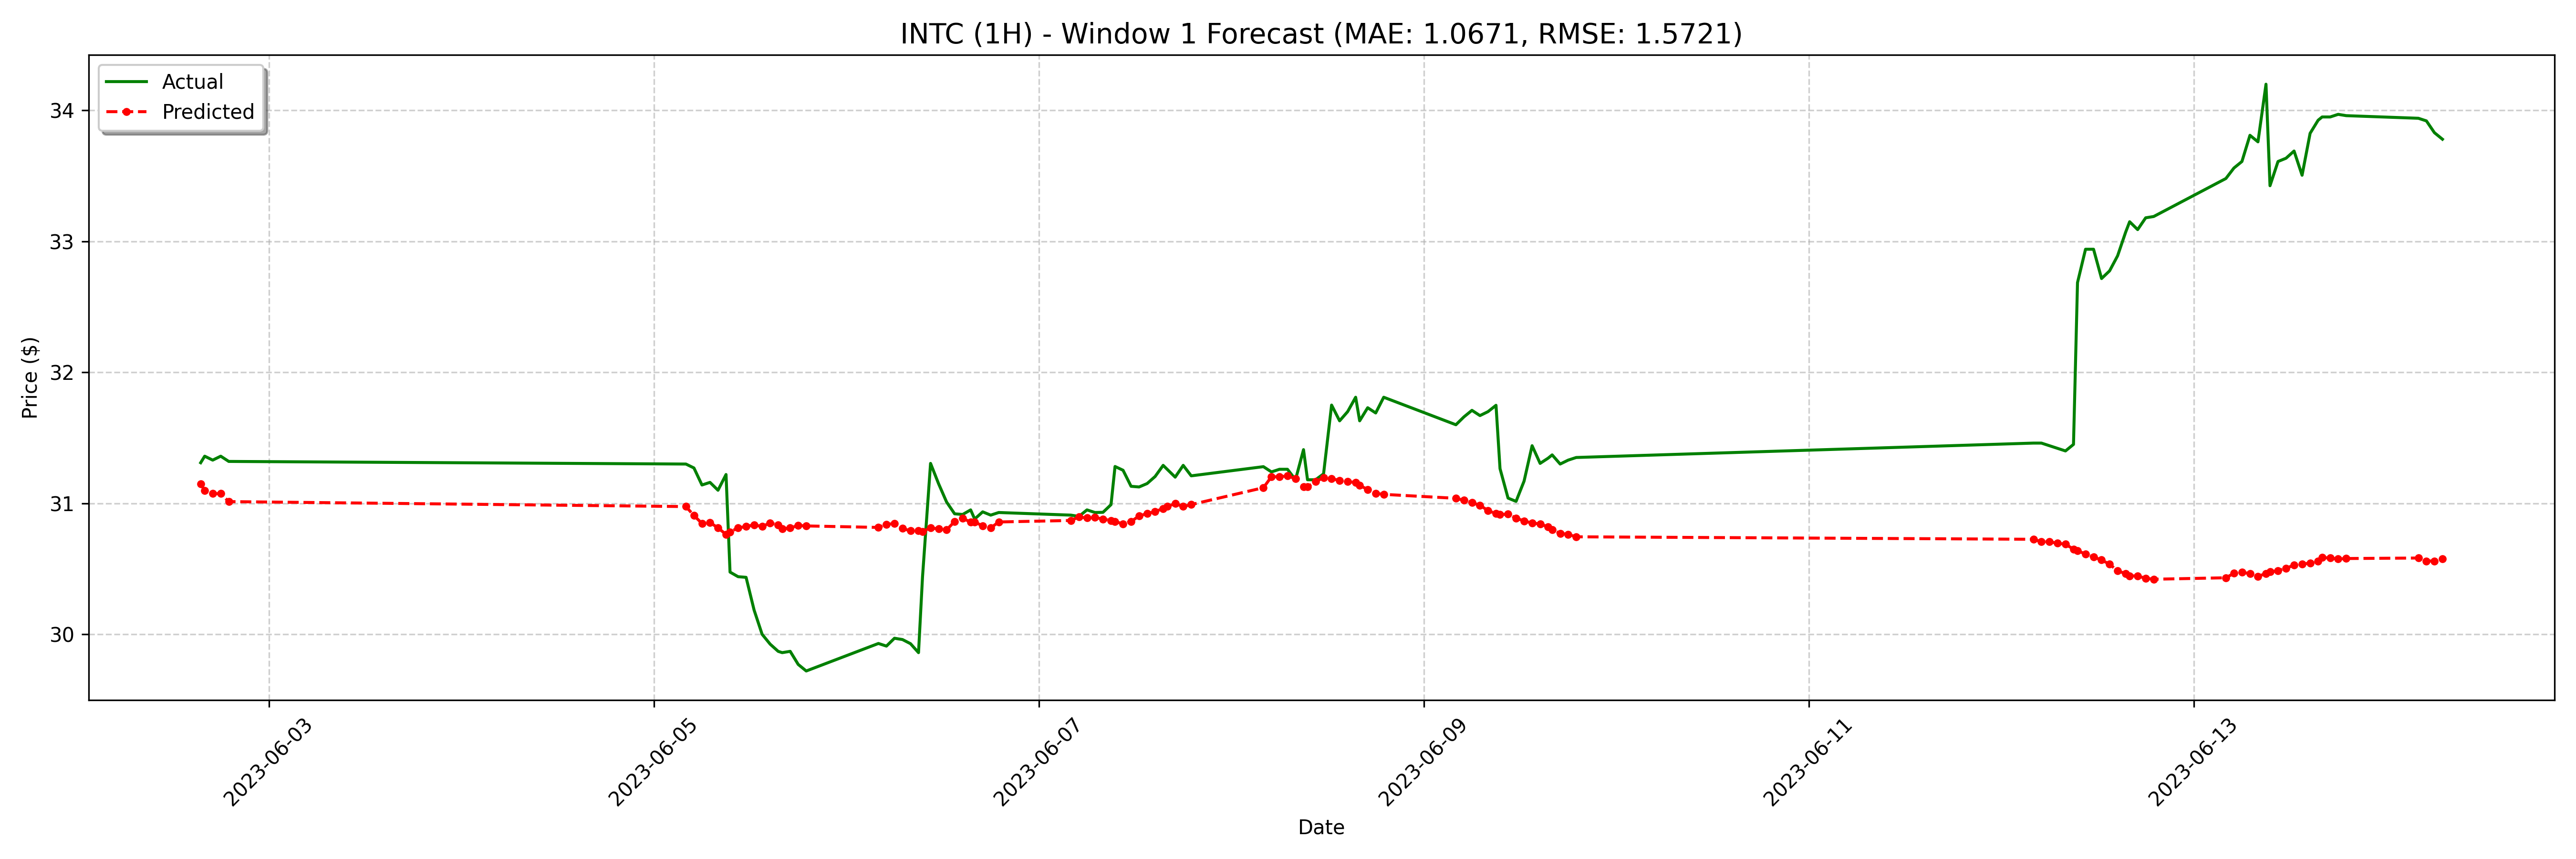 INTC (1H) - Window 1 Forecast (MAE: 1.0671, RMSE: 1.5721)
Actual
Predicted
Price ($)
34
33
32
31
30
2023-06-03
2023-06-05
2023-06-07
2023-06-09
2023-06-11
2023-06-13
Date